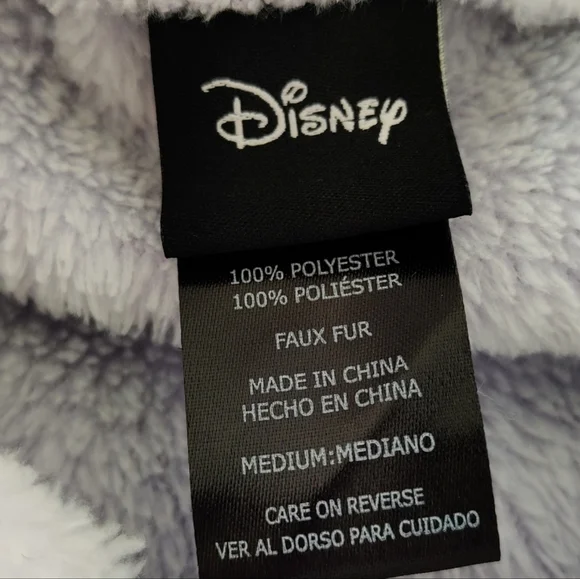 Disney
100% POLYESTER
100% POLIÉSTER
FAUX FUR
MADE IN CHINA
HECHO EN CHINA
MEDIUM:MEDIANO
CARE ON REVERSE
VER AL DORSO PARA CUIDADO